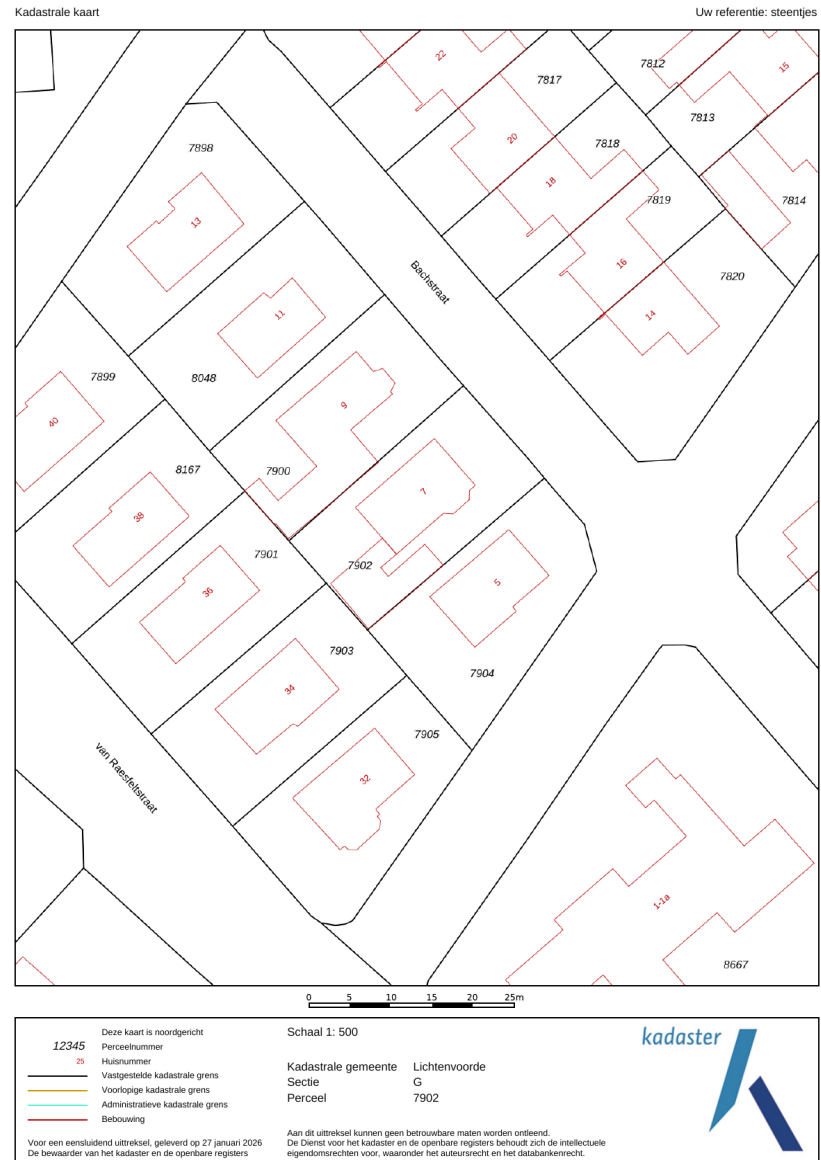 Kadastrale kaart
Uw referentie: steentjes
22
7812
15
7817
7813
20
7818
7898
18
7819
7814
13
16
7820
Bachstraat
11
14
7899
8048
9
40
8167
7900
7
38
7901
7902
5
36
7903
7904
34
7905
32
van Raesfeltstraat
1-1a
8667
0 5 10 15 20 25m
Deze kaart is noordgericht
12345 Perceelnummer
25 Huisnummer
Vastgestelde kadastrale grens
Voorlopige kadastrale grens
Administratieve kadastrale grens
Bebouwing
Voor een eensluidend uittreksel, geleverd op 27 januari 2026
De bewaarder van het kadaster en de openbare registers
Schaal 1: 500
Kadastrale gemeente Lichtenvoorde
Sectie G
Perceel 7902
Aan dit uittreksel kunnen geen betrouwbare maten worden ontleend.
De Dienst voor het kadaster en de openbare registers behoudt zich de intellectuele
eigendomsrechten voor, waaronder het auteursrecht en het databankenrecht.
kadaster